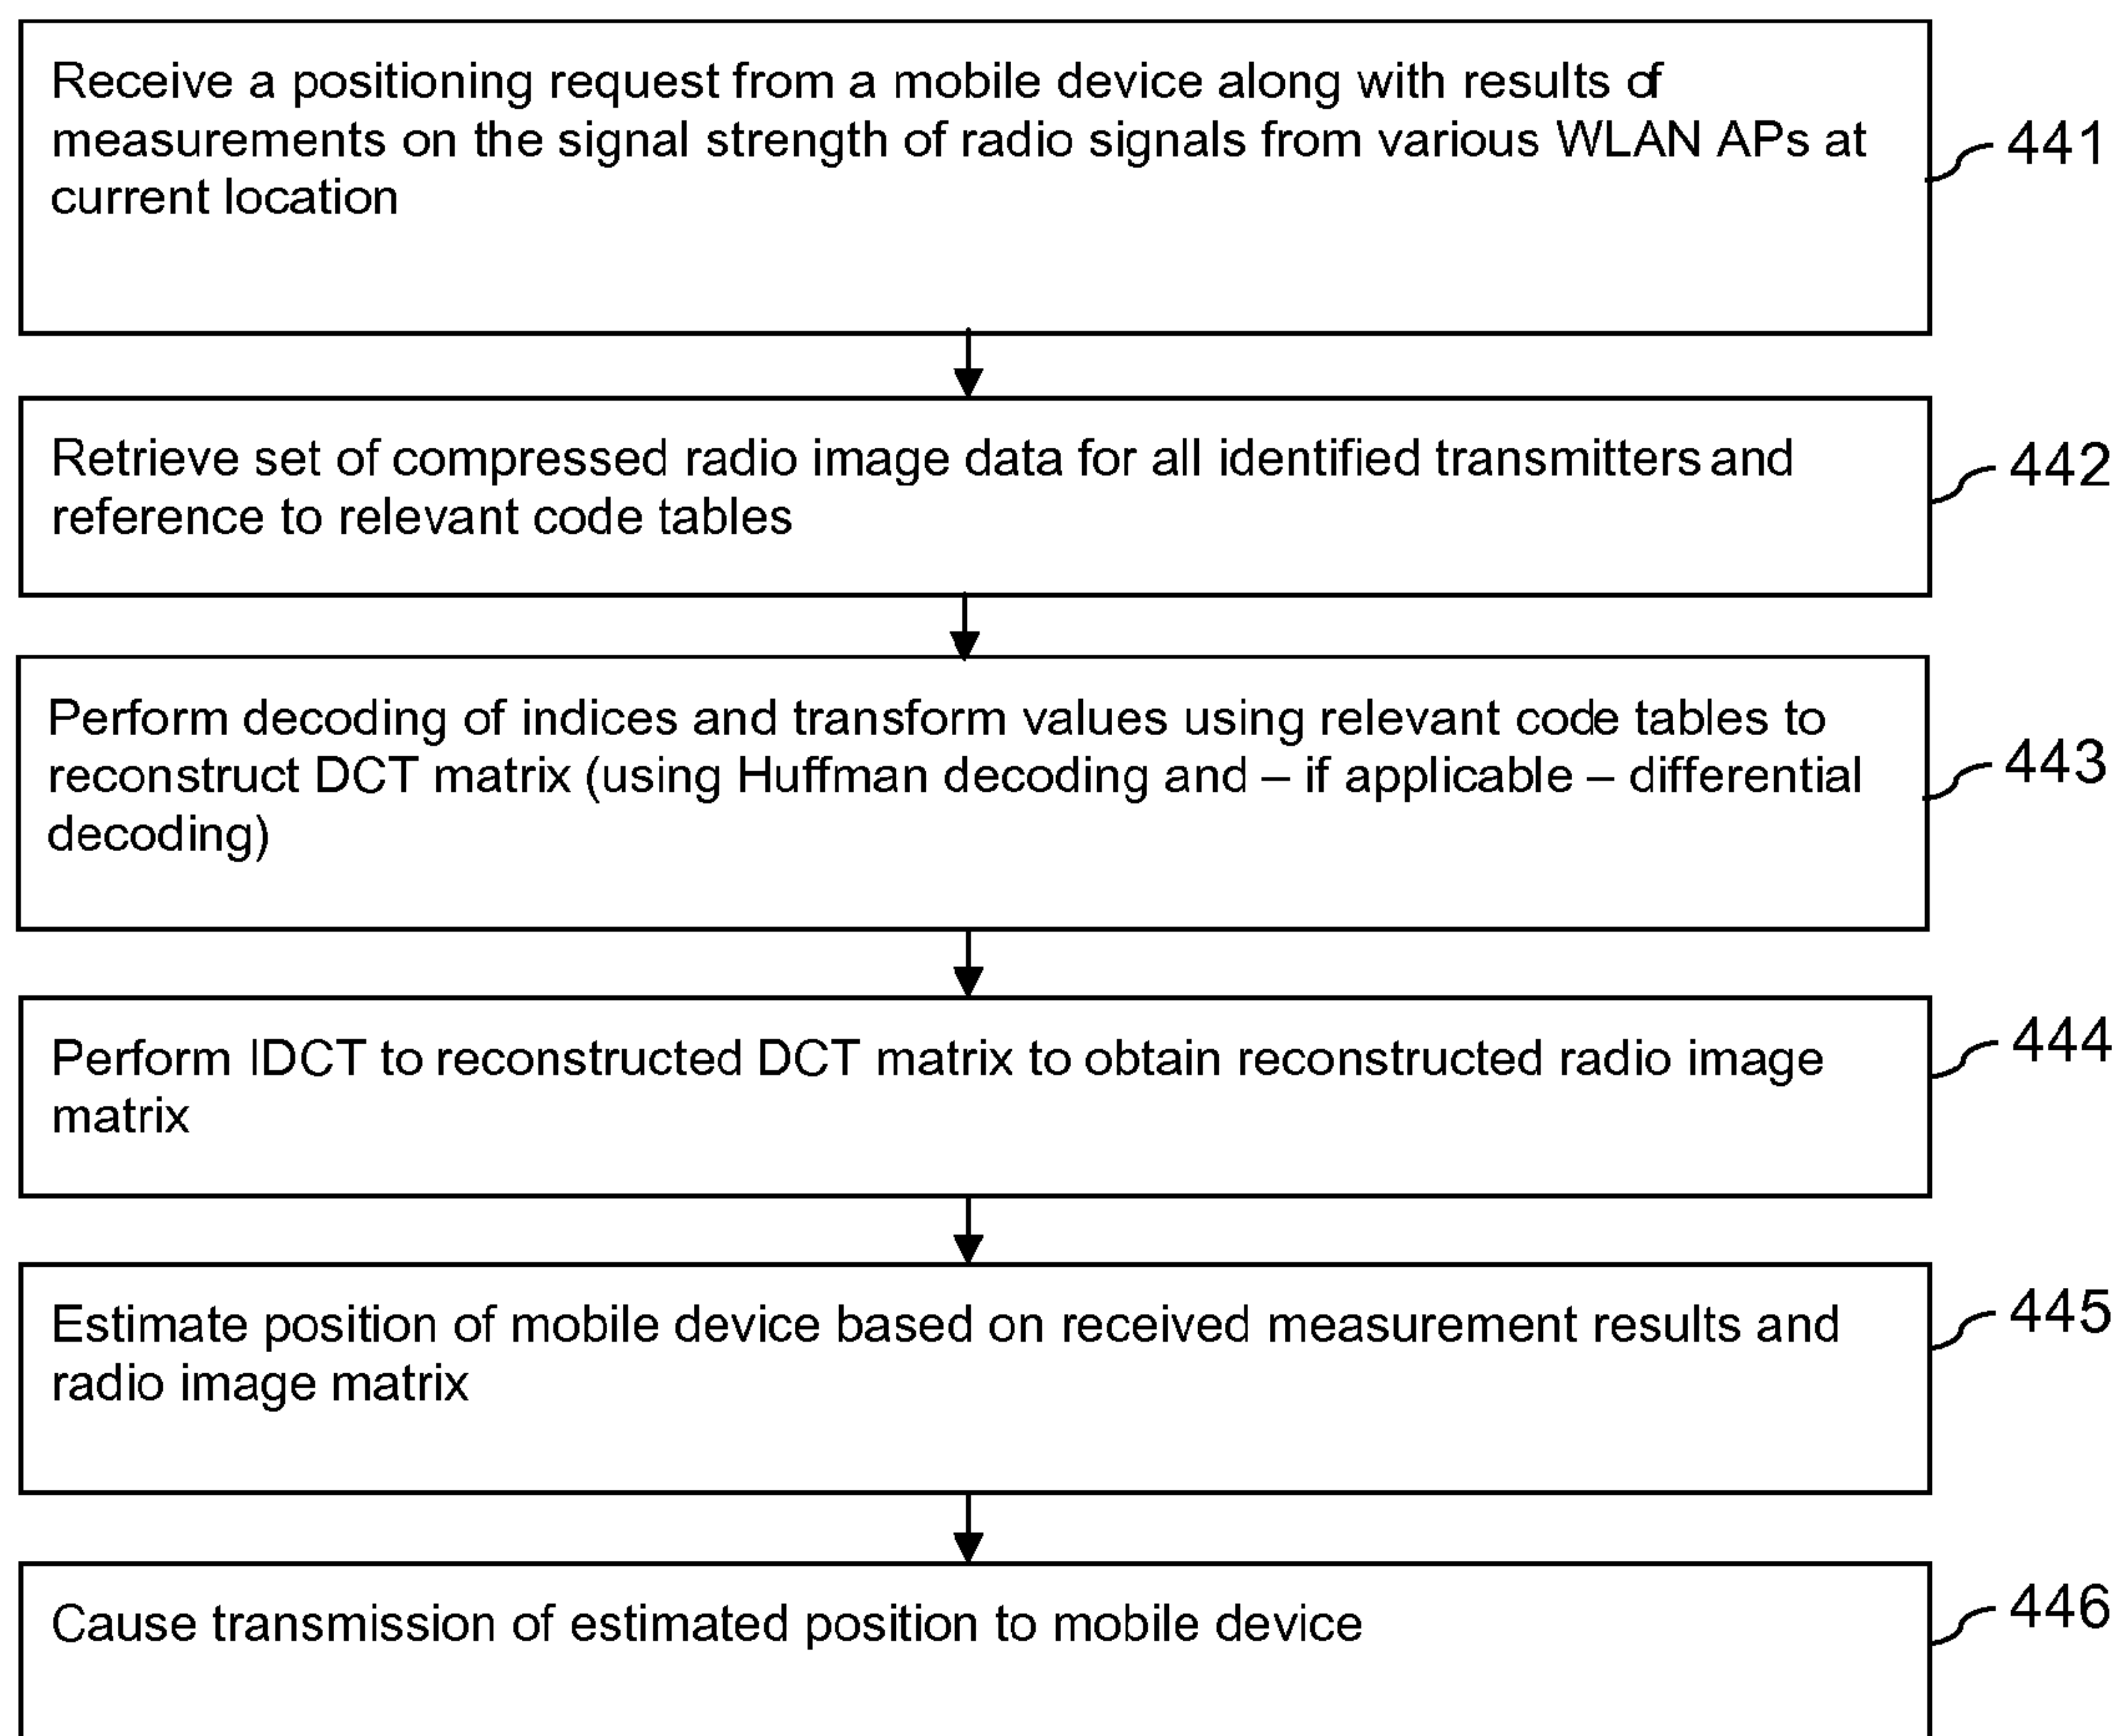 Receive a positioning request from a mobile device along with results of
measurements on the signal strength of radio signals from various WLAN APs at
current location
441
Retrieve set of compressed radio image data for all identified transmitters and
reference to relevant code tables
442
Perform decoding of indices and transform values using relevant code tables to
reconstruct DCT matrix (using Huffman decoding and – if applicable – differential
decoding)
443
Perform IDCT to reconstructed DCT matrix to obtain reconstructed radio image
matrix
444
Estimate position of mobile device based on received measurement results and
radio image matrix
445
Cause transmission of estimated position to mobile device
446